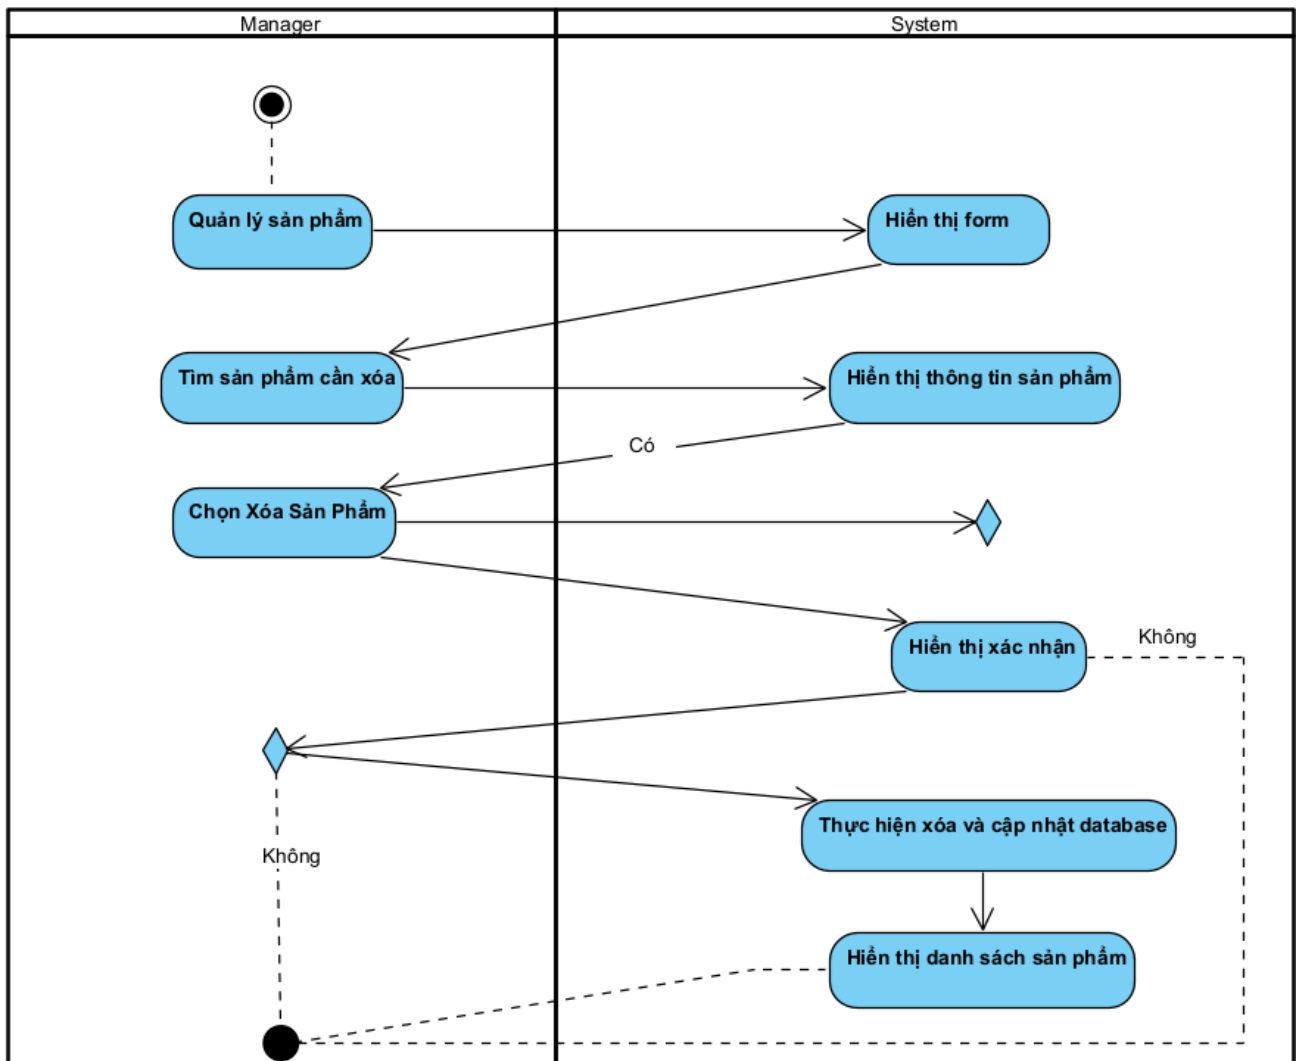 Manager
System
Quản lý sản phẩm
Hiển thị form
Tìm sản phẩm cần xóa
Hiển thị thông tin sản phẩm
Có
Chọn Xóa Sản Phẩm
Hiển thị xác nhận
Không
Thực hiện xóa và cập nhật database
Không
Hiển thị danh sách sản phẩm